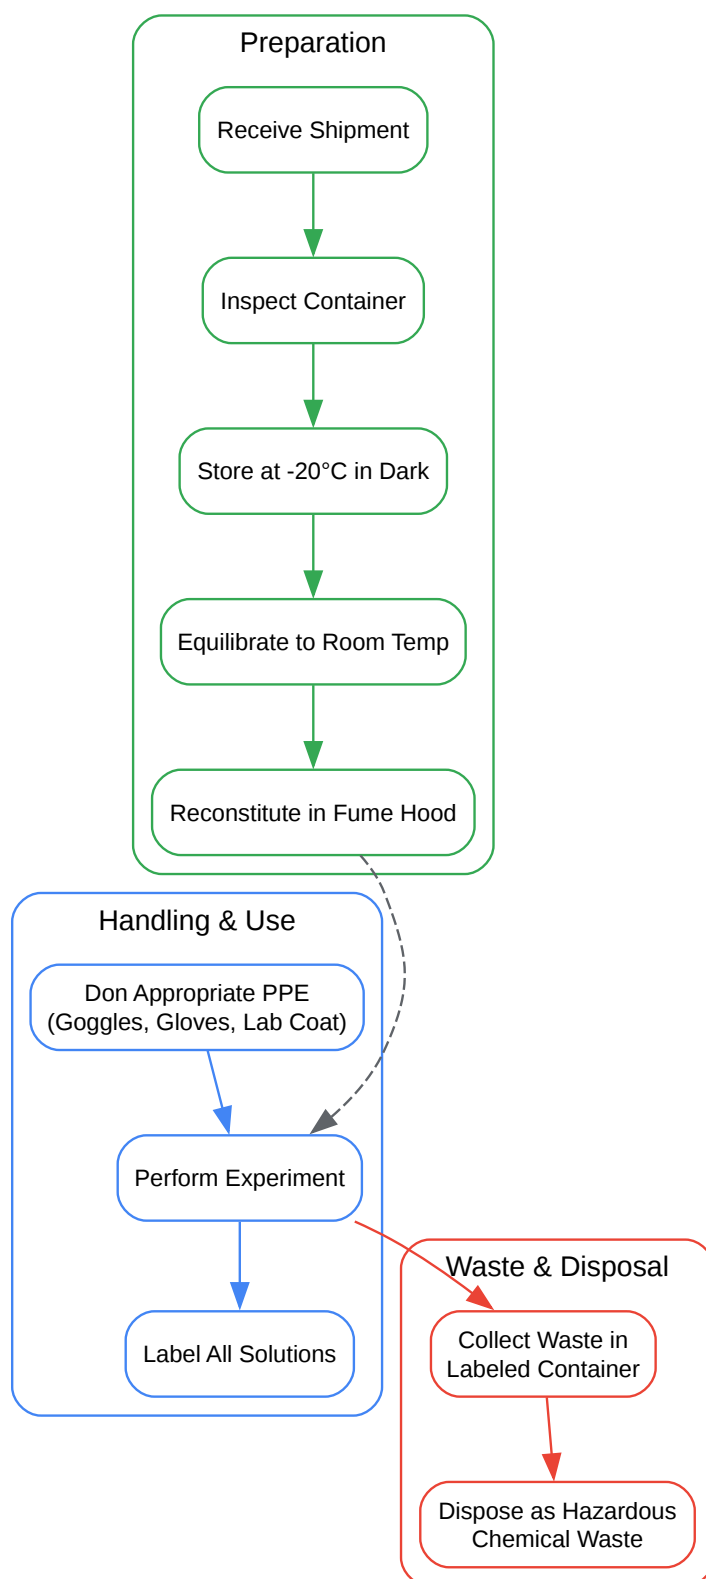 Preparation
Receive Shipment
Inspect Container
Store at -20°C in Dark
Equilibrate to Room Temp
Reconstitute in Fume Hood
Handling & Use
Don Appropriate PPE
(Goggles, Gloves, Lab Coat)
Perform Experiment
Label All Solutions
Waste & Disposal
Collect Waste in
Labeled Container
Dispose as Hazardous
Chemical Waste